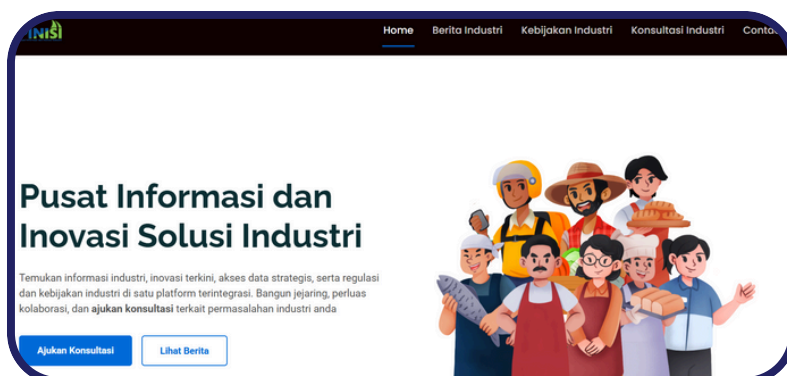 INISI
Home Berita Industri Kebijakan Industri Konsultasi Industri
Pusat Informasi dan
Inovasi Solusi Industri
Temukan informasi industri, inovasi terkini, akses data strategis, serta regulasi
dan kebijakan industri di satu platform terintegrasi. Bangun jejaring, perluas
kolaborasi, dan ajukan konsultasi terkait permasalahan industri anda
Ajukan Konsultasi Lihat Berita